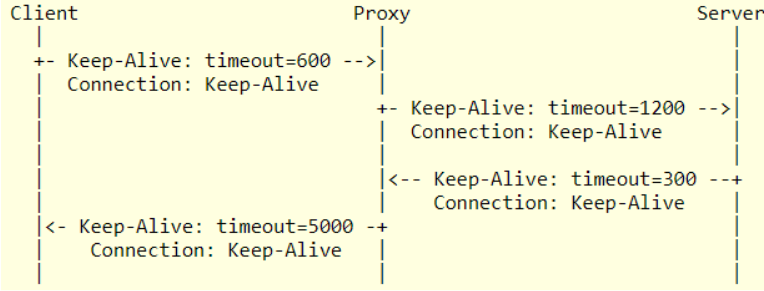 Client Proxy Server
+- Keep-Alive: timeout=600 -->
Connection: Keep-Alive
+- Keep-Alive: timeout=1200 -->
Connection: Keep-Alive
<-- Keep-Alive: timeout=300 --+
Connection: Keep-Alive
<- Keep-Alive: timeout=5000 -+
Connection: Keep-Alive